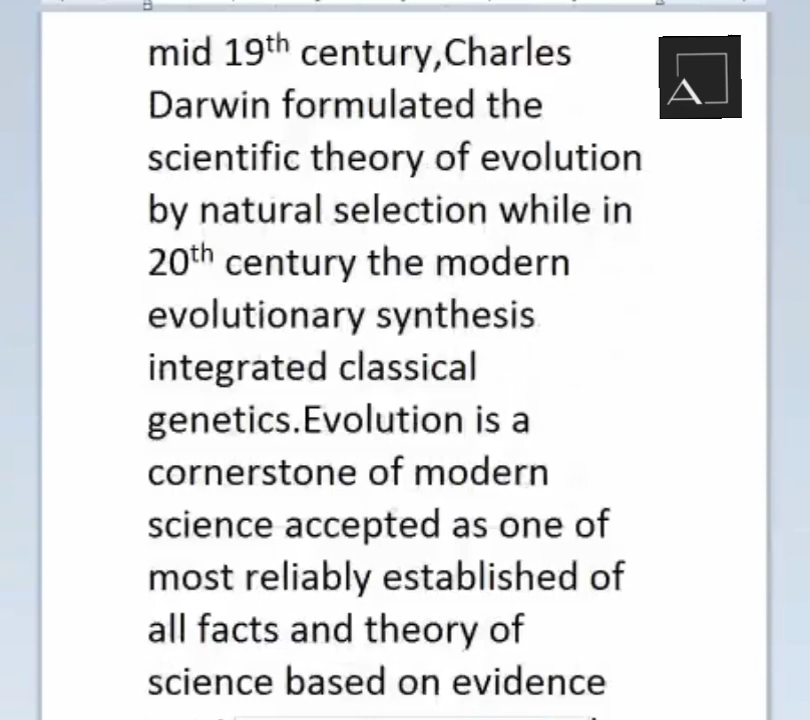 mid 19th century,Charles
Darwin formulated the
scientific theory of evolution
by natural selection while in
20th century the modern
evolutionary synthesis
integrated classical
genetics.Evolution is a
cornerstone of modern
science accepted as one of
most reliably established of
all facts and theory of
science based on evidence
A